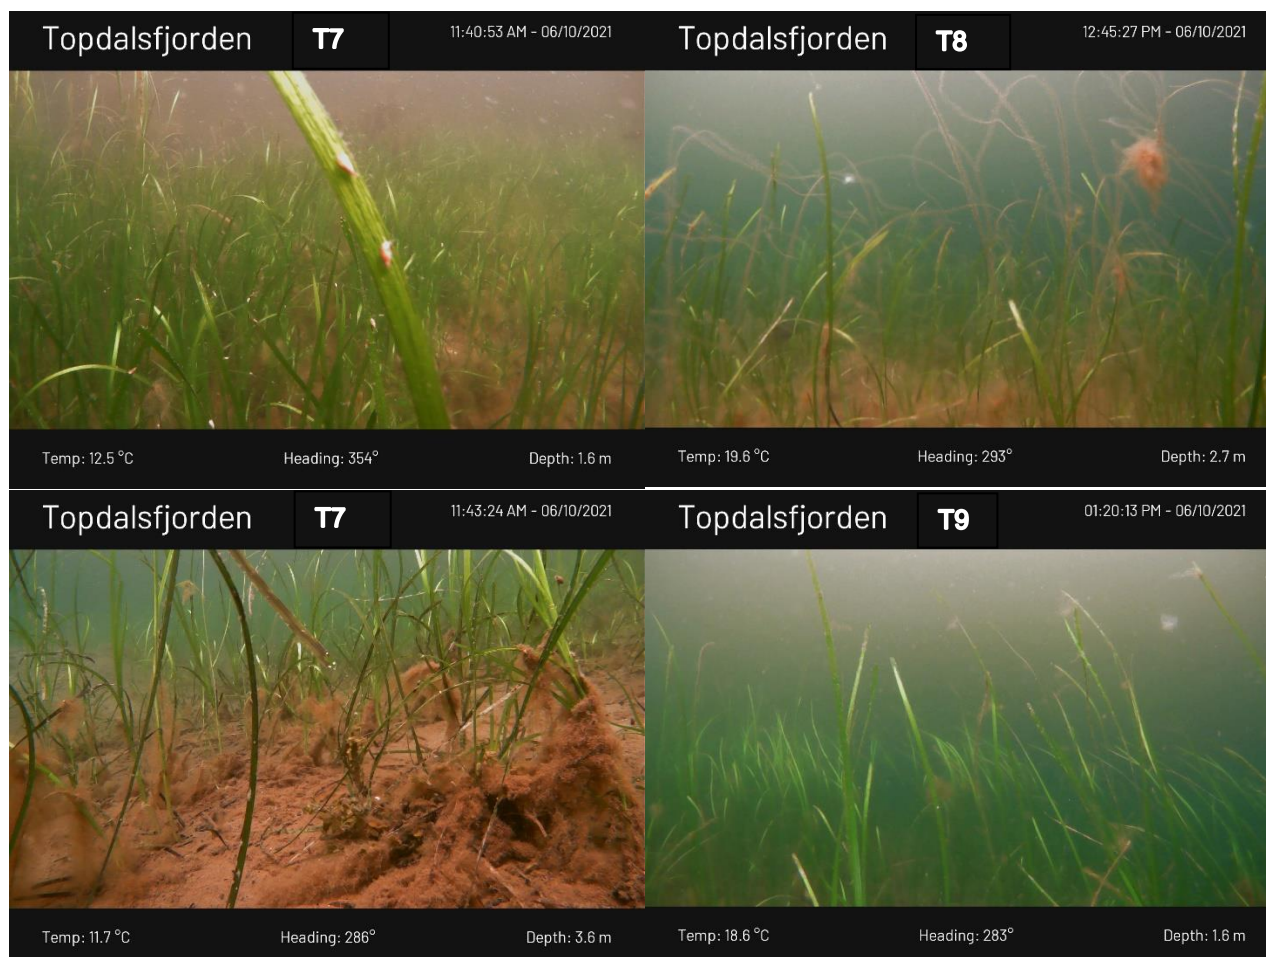 Topdalsfjorden T7 11:40:53 AM - 06/10/2021
Temp: 12.5 °C Heading: 354° Depth: 1.6 m
Topdalsfjorden T8 12:45:27 PM - 06/10/2021
Temp: 19.6 °C Heading: 293° Depth: 2.7 m
Topdalsfjorden T7 11:43:24 AM - 06/10/2021
Temp: 11.7 °C Heading: 286° Depth: 3.6 m
Topdalsfjorden T9 01:20:13 PM - 06/10/2021
Temp: 18.6 °C Heading: 283° Depth: 1.6 m